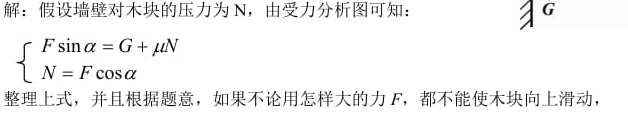 解：假设墙壁对木块的压力为 N，由受力分析图可知：
G
F sin α = G + μN
N = F cos α
整理上式，并且根据题意，如果不论用怎样大的力 F，都不能使木块向上滑动，